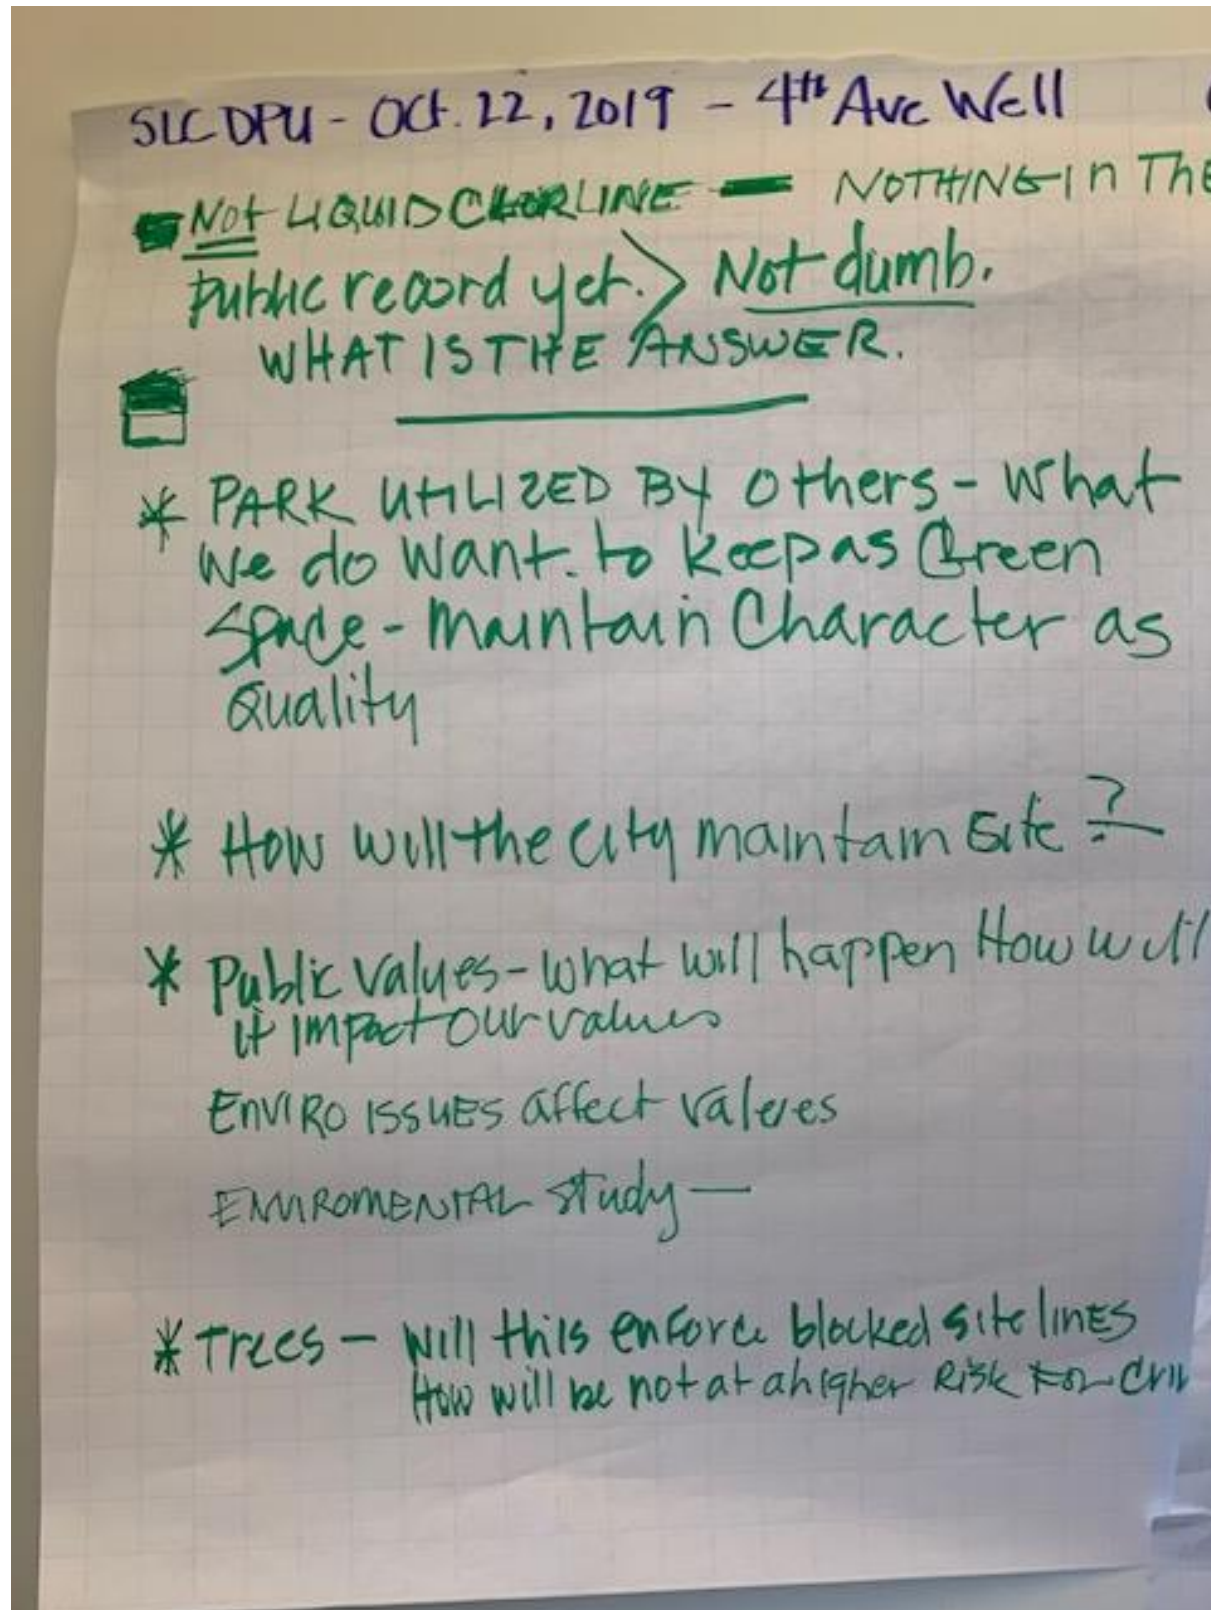 SLC DPU - Oct. 22, 2019 - 4th Ave Well
Not LIQUID CHORLINE — NOTHING In The
public record yet. > Not dumb.
WHAT IS THE ANSWER.
* PARK UTILIZED BY Others - What
We do Want. to keep as Green
Space - Maintain Character as
Quality
* How will the city maintain site ?
* Public values - what will happen How will
it impact our values
ENVIRO ISSUES affect values
ENVIROMENTAL study —
* Trees - Will this enforce blocked site lines
How will be not at a higher RISK FOR